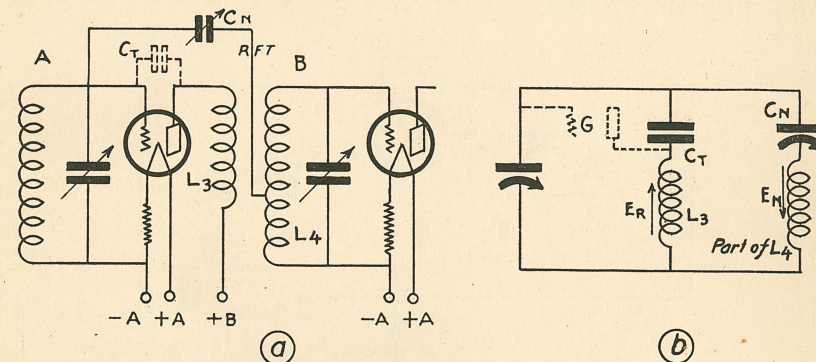 A
CT
CN
RFT
B
L3
L4
-A +A +B
-A +A
a
G
CT
CN
ER
L3
EN
Part of L4
b